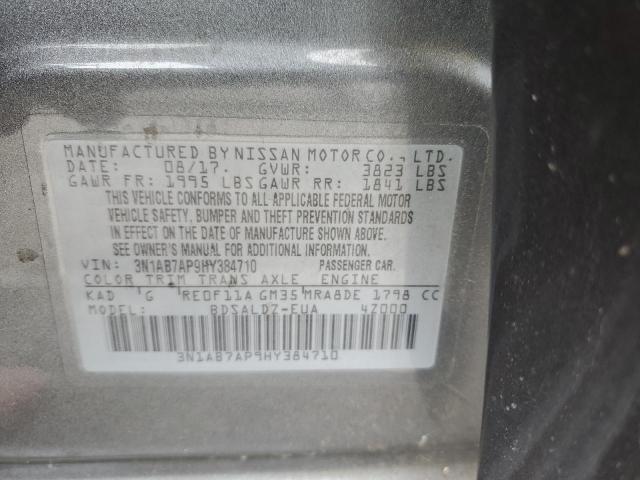 MANUFACTURED BY NISSAN MOTOR CO., LTD.
DATE: 08/17. GVWR: 3823 LBS
GAWR FR: 1995 LBS GAWR RR: 1841 LBS
THIS VEHICLE CONFORMS TO ALL APPLICABLE FEDERAL MOTOR
VEHICLE SAFETY, BUMPER AND THEFT PREVENTION STANDARDS
IN EFFECT ON THE DATE OF MANUFACTURE SHOWN ABOVE.
SEE OWNER'S MANUAL FOR ADDITIONAL INFORMATION.
VIN: 3N1AB7AP9HY384710 PASSENGER CAR.
COLOR TRIM TRANS AXLE ENGINE
KAD G RE0F11A GM35 MRA8DE 1798 CC
MODEL: BDSALDZ-EUA 4Z000
3N1AB7AP9HY384710